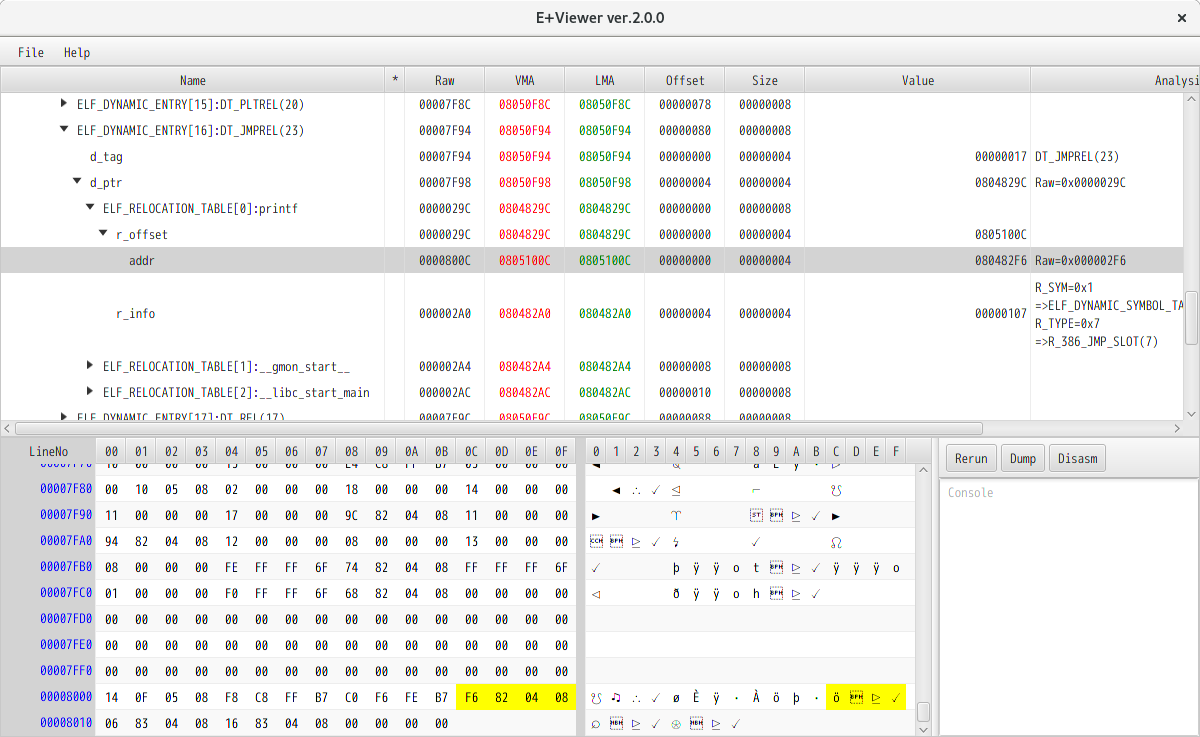 E+Viewer ver.2.0.0
File Help
Name * Raw VMA LMA Offset Size Value Analysi
ELF_DYNAMIC_ENTRY[15]:DT_PLTREL(20) 00007F8C 08050F8C 08050F8C 00000078 00000008
ELF_DYNAMIC_ENTRY[16]:DT_JMPREL(23) 00007F94 08050F94 08050F94 00000080 00000008
d_tag 00007F94 08050F94 08050F94 00000000 00000004 00000017 DT_JMPREL(23)
d_ptr 00007F98 08050F98 08050F98 00000004 00000004 0804829C Raw=0x0000029C
ELF_RELOCATION_TABLE[0]:printf 0000029C 0804829C 0804829C 00000000 00000008
r_offset 0000029C 0804829C 0804829C 00000000 00000004 0805100C
addr 0000800C 0805100C 0805100C 00000000 00000004 080482F6 Raw=0x000002F6
r_info 000002A0 080482A0 080482A0 00000004 00000004 00000107
R_SYM=0x1
=>ELF_DYNAMIC_SYMBOL_TA
R_TYPE=0x7
=>R_386_JMP_SLOT(7)
ELF_RELOCATION_TABLE[1]:__gmon_start__ 000002A4 080482A4 080482A4 00000008 00000008
ELF_RELOCATION_TABLE[2]:__libc_start_main 000002AC 080482AC 080482AC 00000010 00000008
ELF_DYNAMIC_ENTRY[17]:DT_REL(17) 00007F9C 08050F9C 08050F9C 00000088 00000008
LineNo 00 01 02 03 04 05 06 07 08 09 0A 0B 0C 0D 0E 0F 0 1 2 3 4 5 6 7 8 9 A B C D E F
00007F80 00 10 05 08 02 00 00 00 18 00 00 00 14 00 00 00
00007F90 11 00 00 00 17 00 00 00 9C 82 04 08 11 00 00 00
00007FA0 94 82 04 08 12 00 00 00 08 00 00 00 13 00 00 00
00007FB0 08 00 00 00 FE FF FF 6F 74 82 04 08 FF FF FF 6F þ ÿ ÿ o t ÿ ÿ ÿ o
00007FC0 01 00 00 00 F0 FF FF 6F 68 82 04 08 00 00 00 00 ð ÿ ÿ o h
00007FD0 00 00 00 00 00 00 00 00 00 00 00 00 00 00 00 00
00007FE0 00 00 00 00 00 00 00 00 00 00 00 00 00 00 00 00
00007FF0 00 00 00 00 00 00 00 00 00 00 00 00 00 00 00 00
00008000 14 0F 05 08 F8 C8 FF B7 C0 F6 FE B7 F6 82 04 08 ø È ÿ · À ö þ · ö
00008010 06 83 04 08 16 83 04 08 00 00 00 00
Rerun Dump Disasm
Console